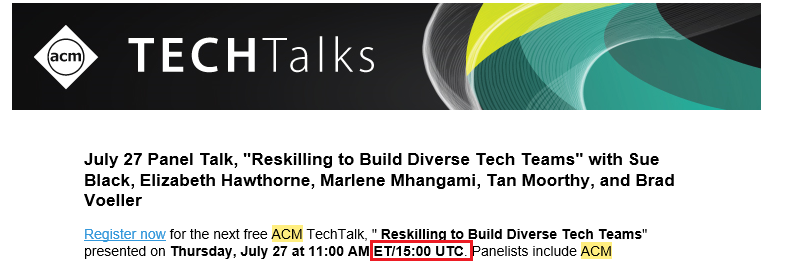 acm TECHTalks
July 27 Panel Talk, "Reskilling to Build Diverse Tech Teams" with Sue
Black, Elizabeth Hawthorne, Marlene Mhangami, Tan Moorthy, and Brad
Voeller
Register now for the next free ACM TechTalk, " Reskilling to Build Diverse Tech Teams"
presented on Thursday, July 27 at 11:00 AM ET/15:00 UTC. Panelists include ACM